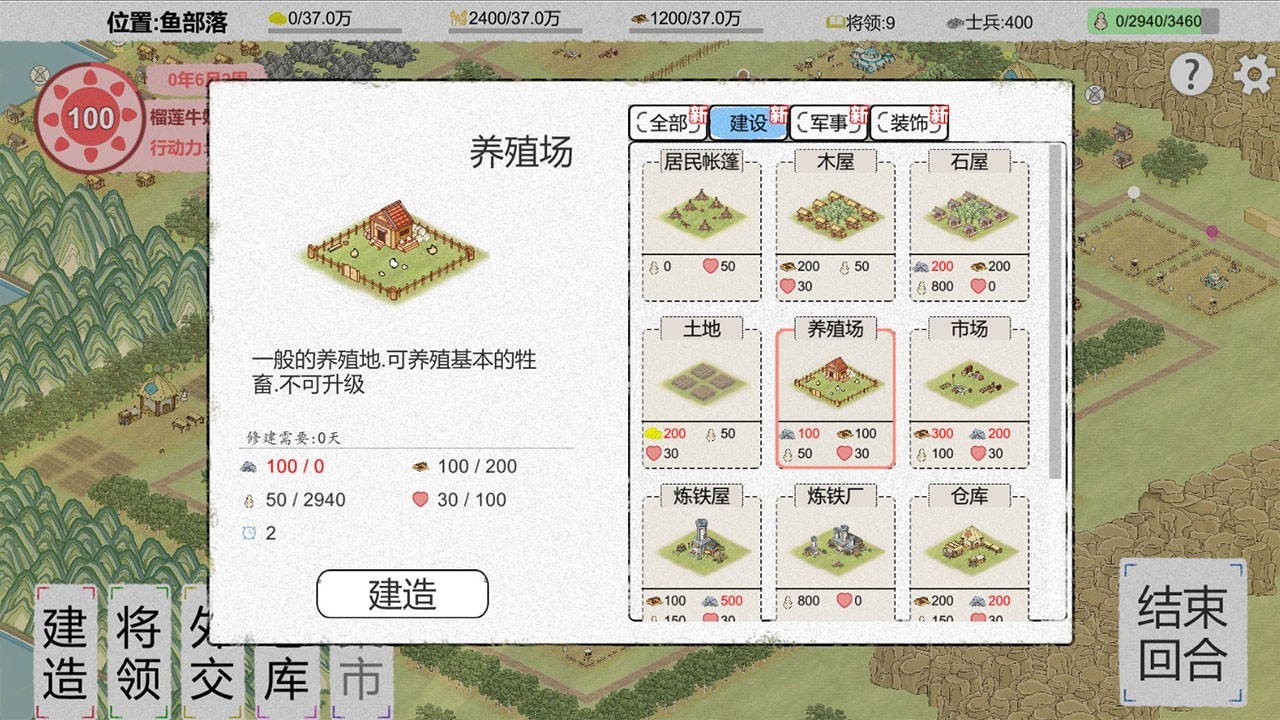 位置:鱼部落
0/37.0万
2400/37.0万
1200/37.0万
将领:9
士兵:400
0/2940/3460
0年6月2周
100
榴莲牛
行动力:
?
养殖场
一般的养殖地.可养殖基本的牲
畜.不可升级
修建需要:0天
100 / 0
100 / 200
50 / 2940
30 / 100
2
建造
全部 新
建设 新
军事 新
装饰 新
居民帐篷
0 50
木屋
200 50
30
石屋
200 200
800 0
土地
200 50
30
养殖场
100 100
50 30
市场
300 200
100 30
炼铁屋
100 500
150 30
炼铁厂
800 0
仓库
200 200
150 30
建造
将领
外交
库
市
结束
回合